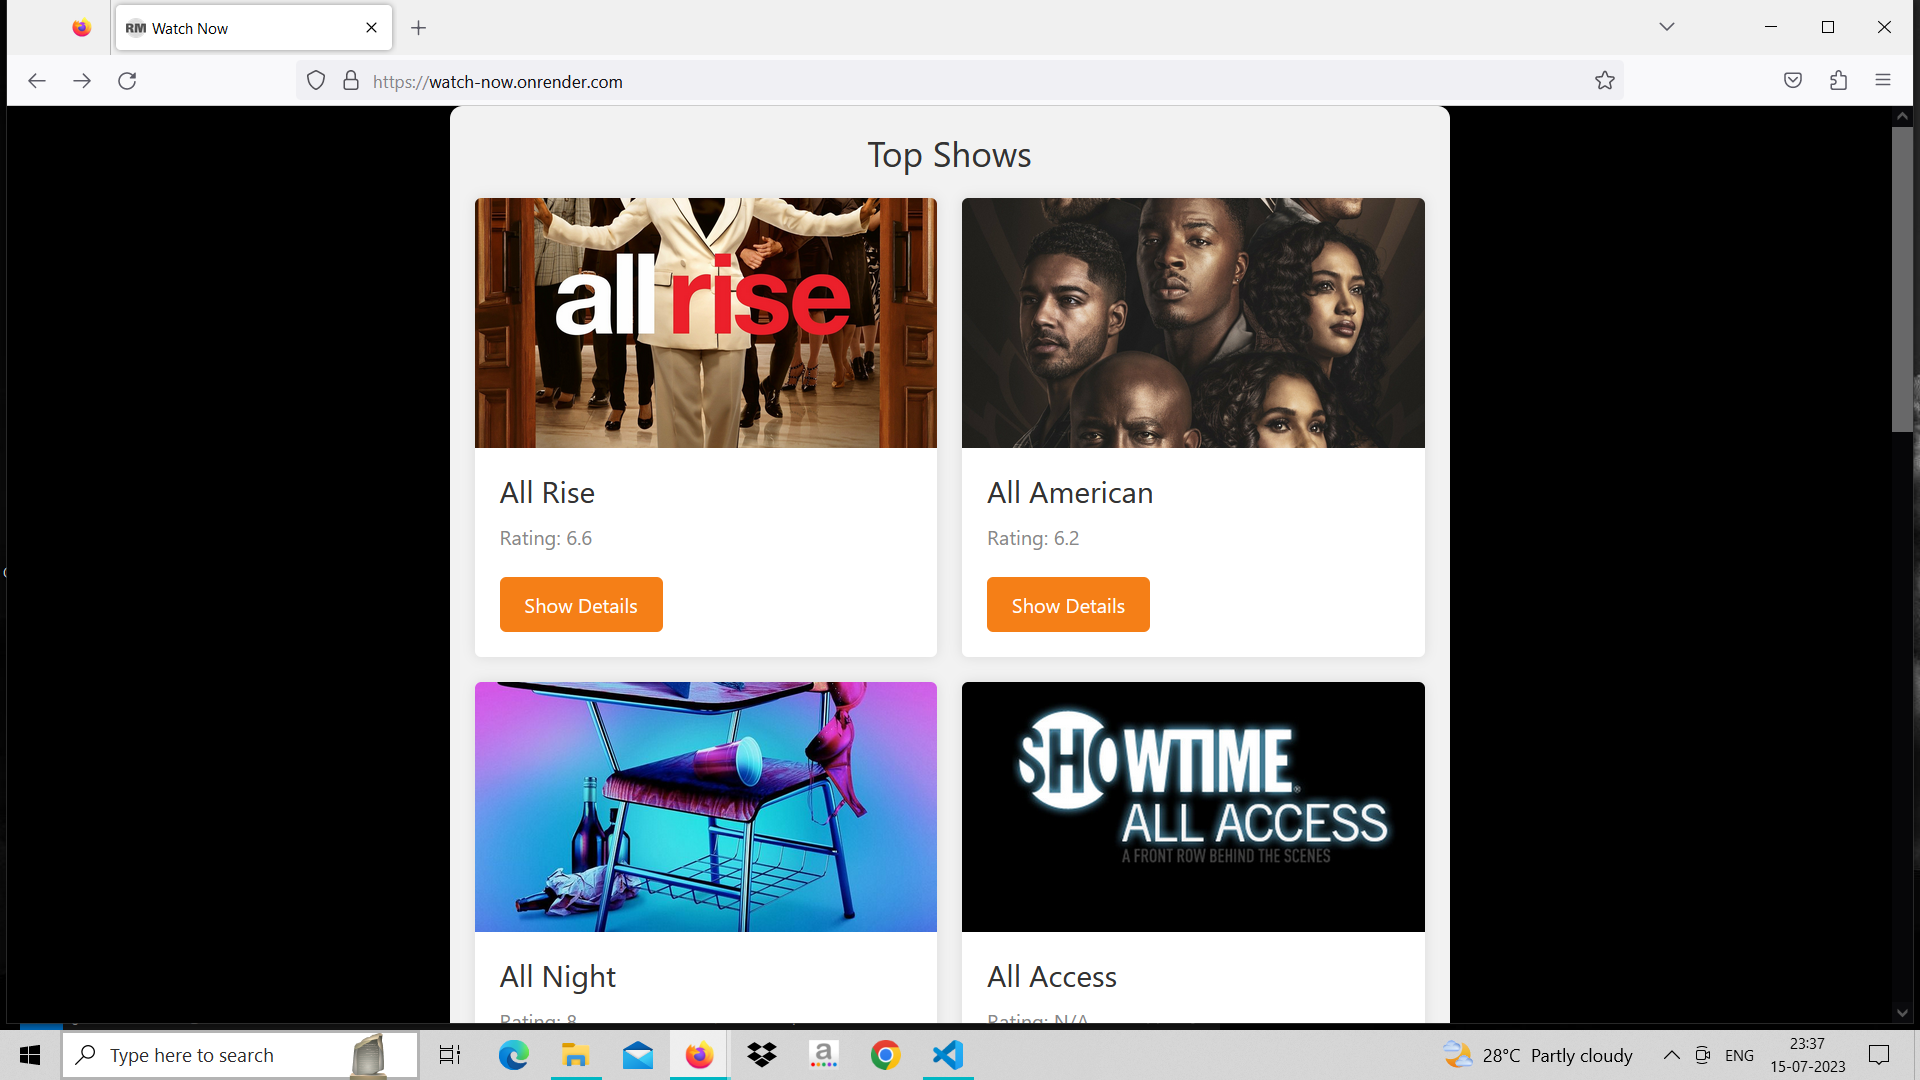 RM Watch Now
https://watch-now.onrender.com
Top Shows
all rise
All Rise
Rating: 6.6
Show Details
All American
Rating: 6.2
Show Details
All Night
Rating: 8
SHOWTIME®
ALL ACCESS
A FRONT ROW BEHIND THE SCENES
All Access
Rating: N/A
Type here to search
a
28°C Partly cloudy
ENG
23:37
15-07-2023